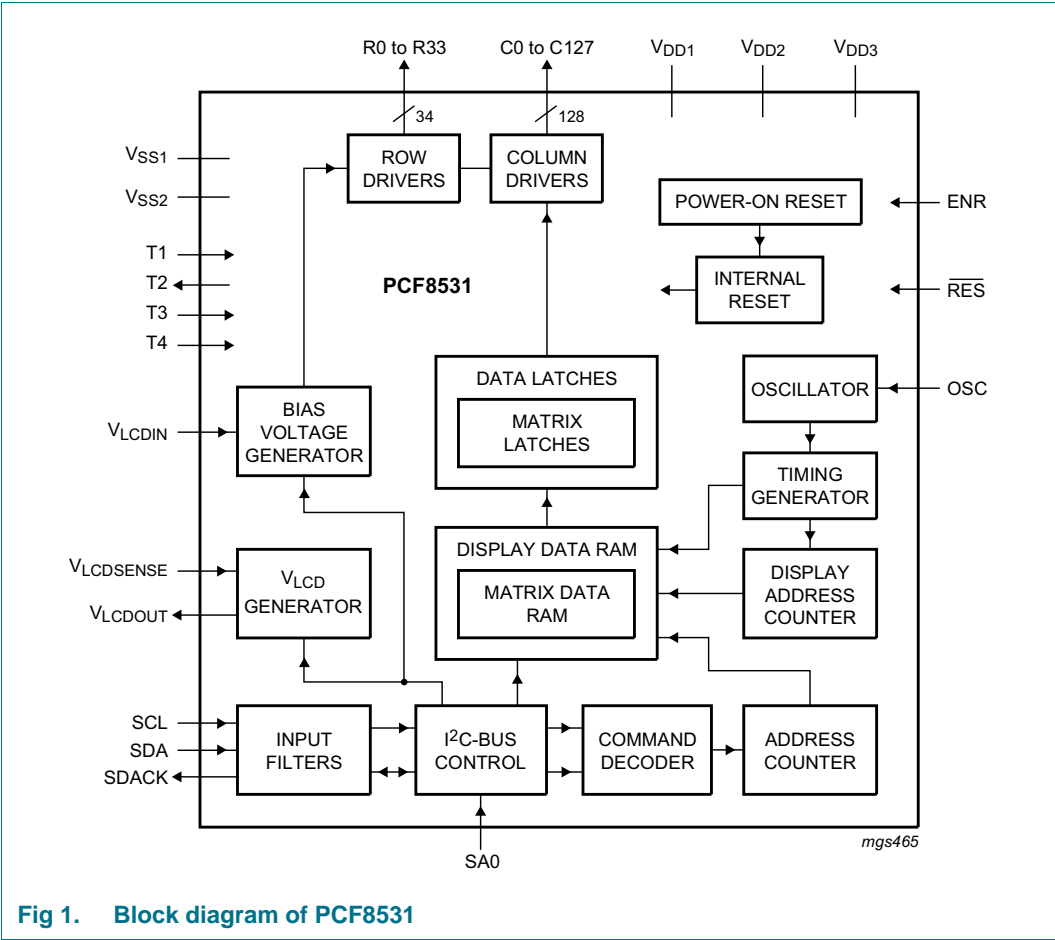 R0 to R33
C0 to C127
VDD1
VDD2
VDD3
34
128
VSS1
VSS2
T1
T2
T3
T4
ROW
DRIVERS
COLUMN
DRIVERS
POWER-ON RESET
ENR
INTERNAL
RESET
RES
PCF8531
DATA LATCHES
MATRIX
LATCHES
OSCILLATOR
OSC
BIAS
VOLTAGE
GENERATOR
VLCDIN
TIMING
GENERATOR
DISPLAY DATA RAM
MATRIX DATA
RAM
DISPLAY
ADDRESS
COUNTER
VLCDSENSE
VLCDOUT
VLCD
GENERATOR
SCL
SDA
SDACK
INPUT
FILTERS
I2C-BUS
CONTROL
COMMAND
DECODER
ADDRESS
COUNTER
SA0
mgs465
Fig 1. Block diagram of PCF8531